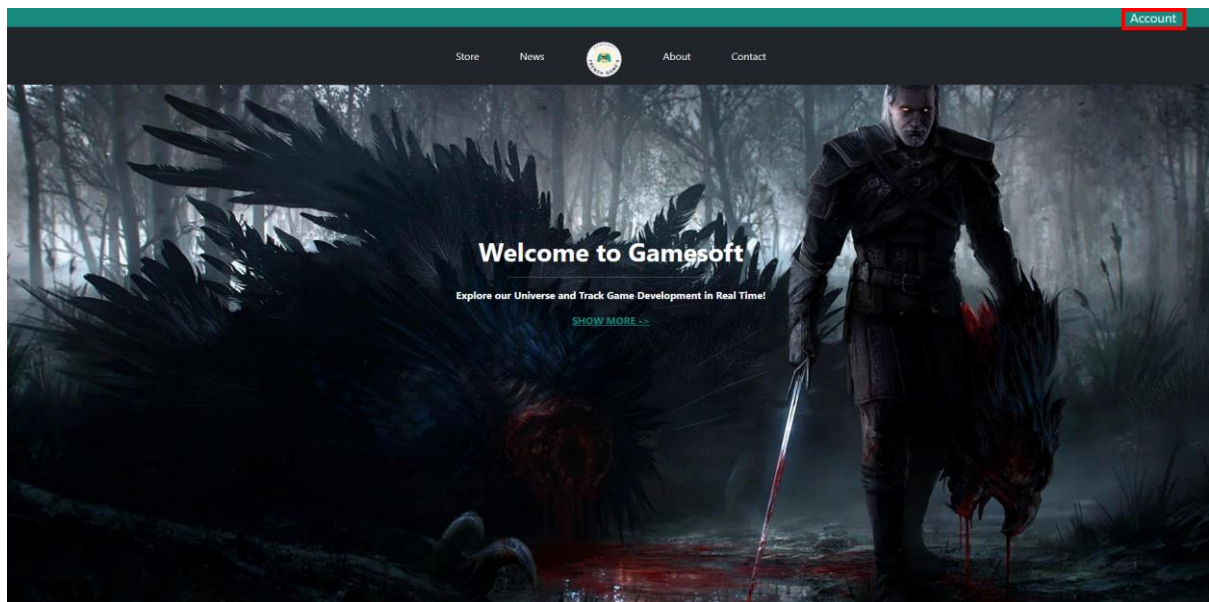 Account
Store News About Contact
Welcome to Gamesoft
Explore our Universe and Track Game Development in Real Time!
SHOW MORE ->